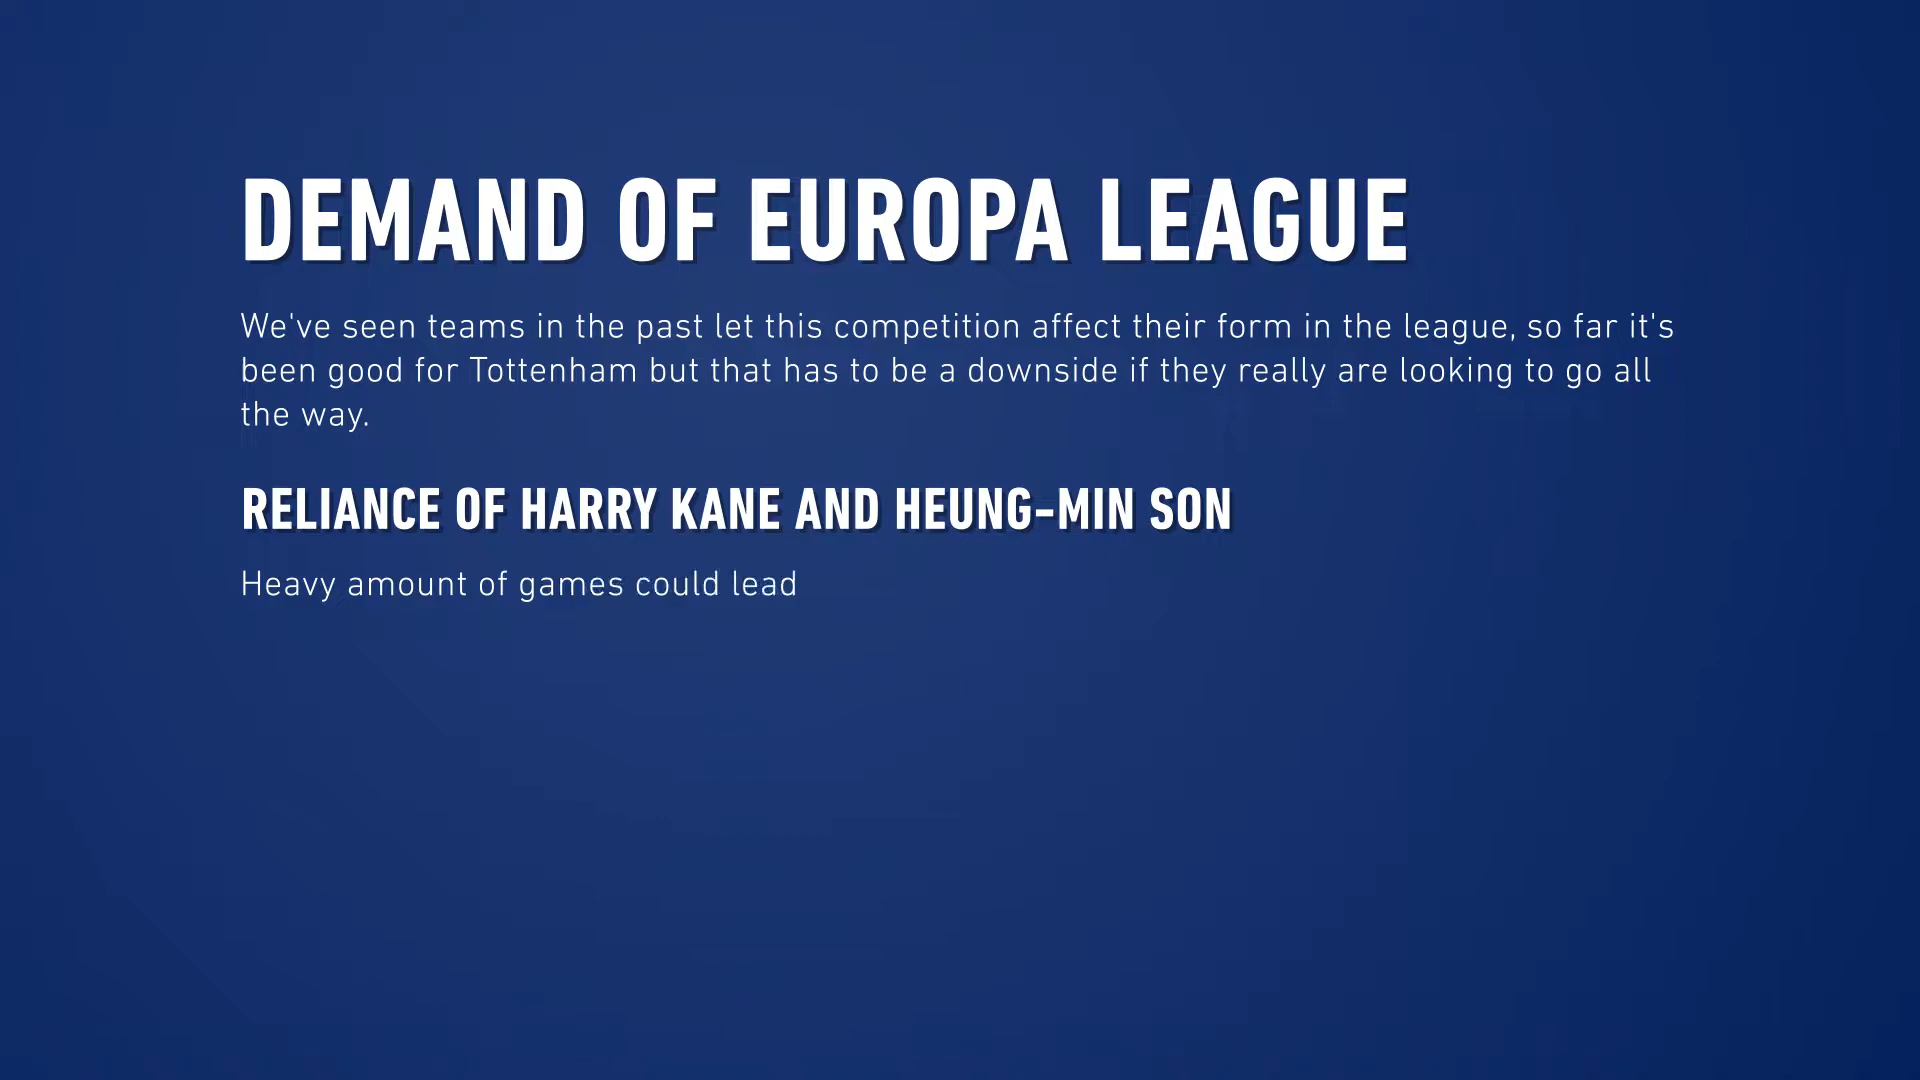 DEMAND OF EUROPA LEAGUE
We've seen teams in the past let this competition affect their form in the league, so far it's
been good for Tottenham but that has to be a downside if they really are looking to go all
the way.
RELIANCE OF HARRY KANE AND HEUNG-MIN SON
Heavy amount of games could lead